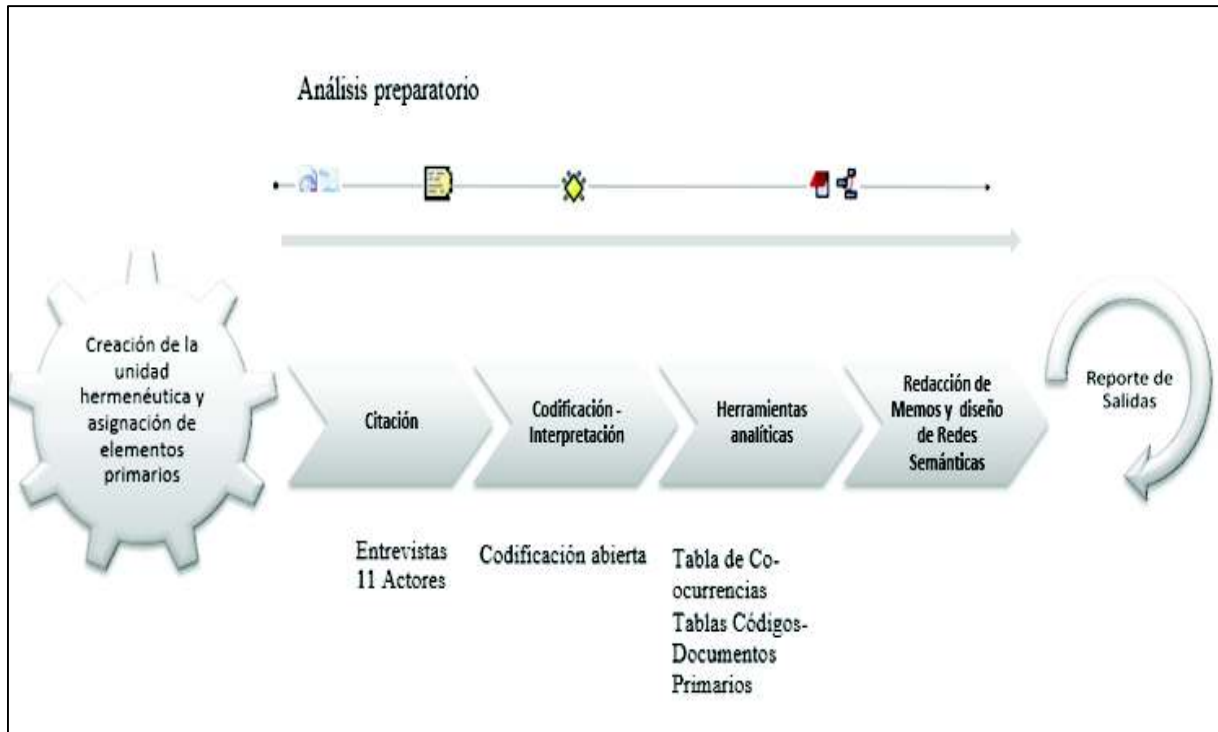 Análisis preparatorio
Creación de la
unidad
hermenéutica y
asignación de
elementos
primarios
Citación
Codificación -
Interpretación
Herramientas
analíticas
Redacción de
Memos y diseño
de Redes
Semánticas
Reporte de
Salidas
Entrevistas
11 Actores
Codificación abierta
Tabla de Co-
ocurrencias
Tablas Códigos-
Documentos
Primarios